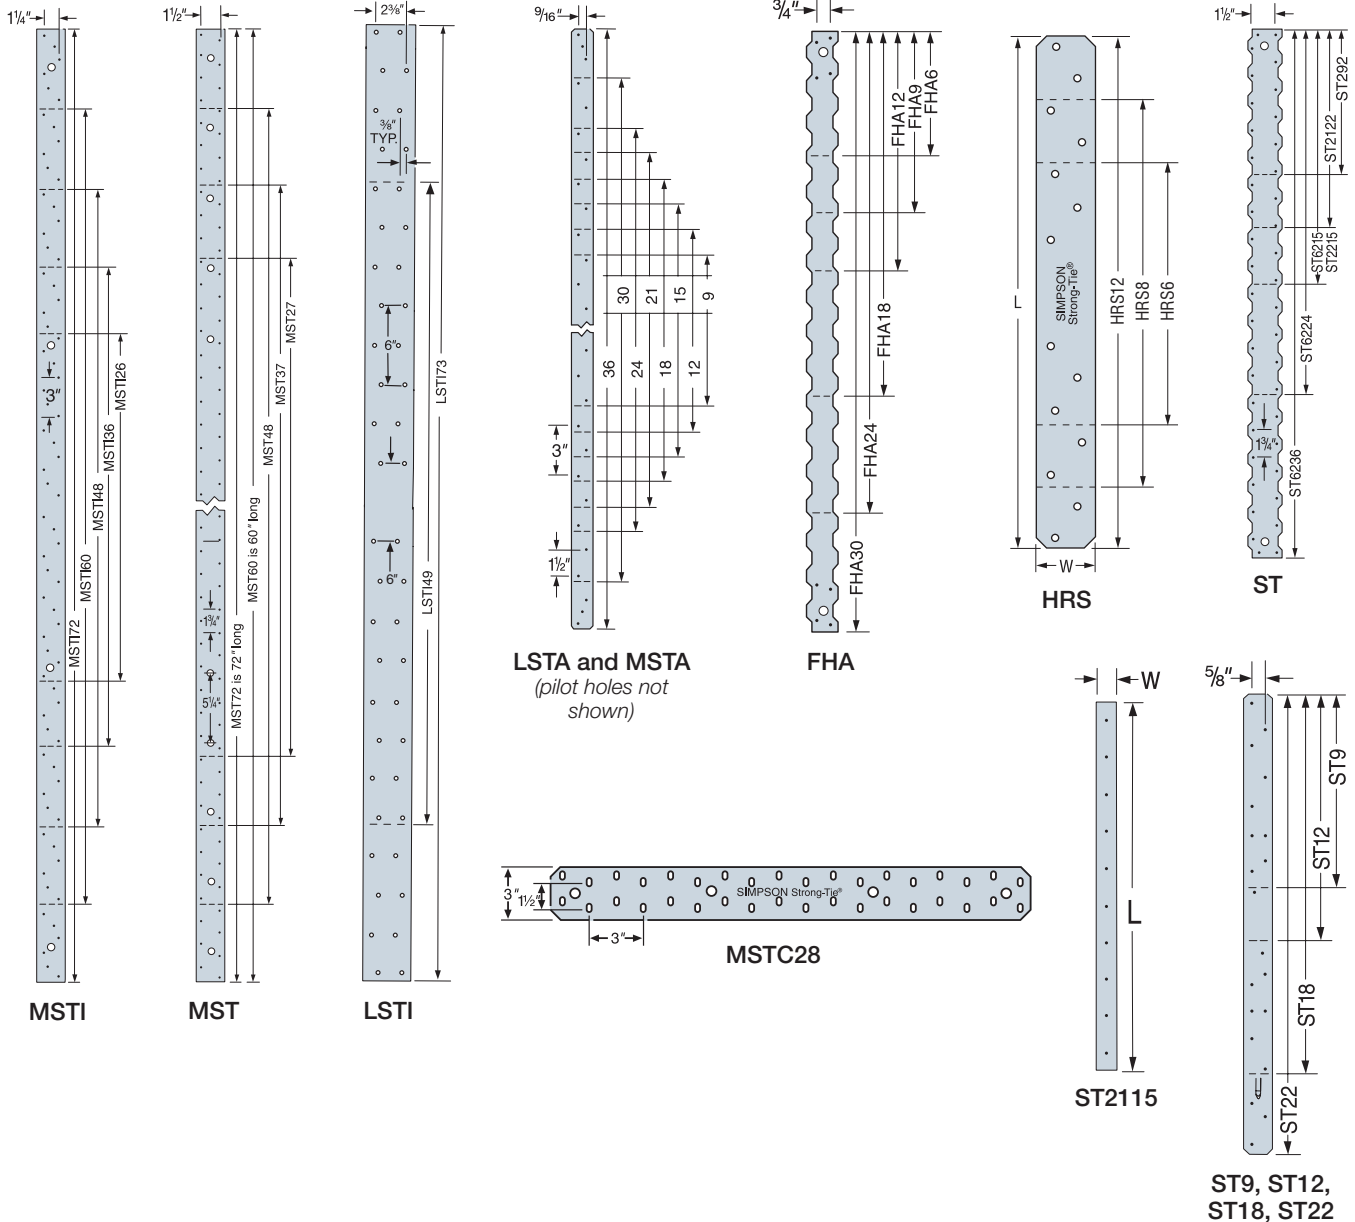 1¼"
1½"
2⅜"
9/16"
3/4"
1½"
⅜"
TYP.
3"
MSTI26
MSTI36
MSTI48
MSTI60
MSTI72
MSTI
1¾"
5¼"
MST27
MST37
MST48
MST60 is 60" long
MST72 is 72" long
MST
6"
6"
LSTI73
LSTI49
LSTI
30
21
15
9
36
24
18
12
3"
1½"
LSTA and MSTA
(pilot holes not
shown)
FHA6
FHA9
FHA12
FHA18
FHA24
FHA30
FHA
L
SIMPSON
Strong-Tie®
HRS12
HRS8
HRS6
W
HRS
ST292
ST2122
ST2215
ST6215
ST6224
ST6236
1¾"
ST
3"
1½"
SIMPSON Strong-Tie®
3"
MSTC28
W
L
ST2115
5/8"
ST9
ST12
ST18
ST22
ST9, ST12,
ST18, ST22